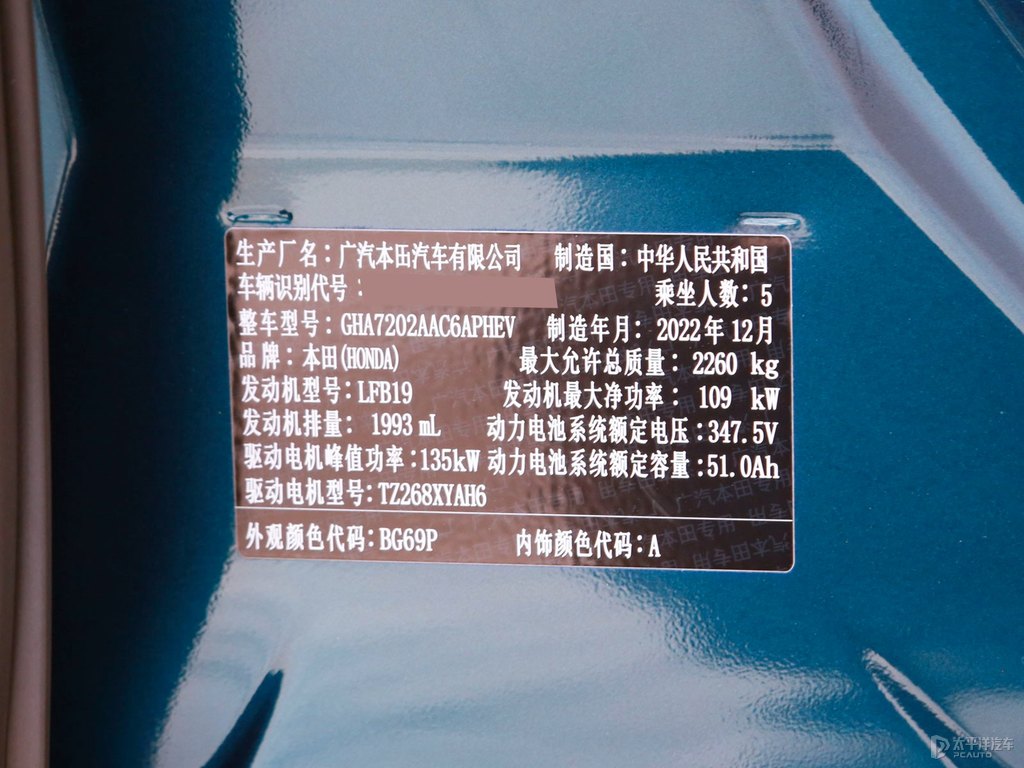 生产厂名：广汽本田汽车有限公司 制造国：中华人民共和国
车辆识别代号： 乘坐人数：5
整车型号：GHA7202AAC6APHEV 制造年月：2022年12月
品牌：本田(HONDA) 最大允许总质量：2260 kg
发动机型号：LFB19 发动机最大净功率：109 kW
发动机排量：1993 mL 动力电池系统额定电压：347.5V
驱动电机峰值功率：135kW 动力电池系统额定容量：51.0Ah
驱动电机型号：TZ268XYAH6
外观颜色代码：BG69P 内饰颜色代码：A
太平洋汽车
PCAUTO